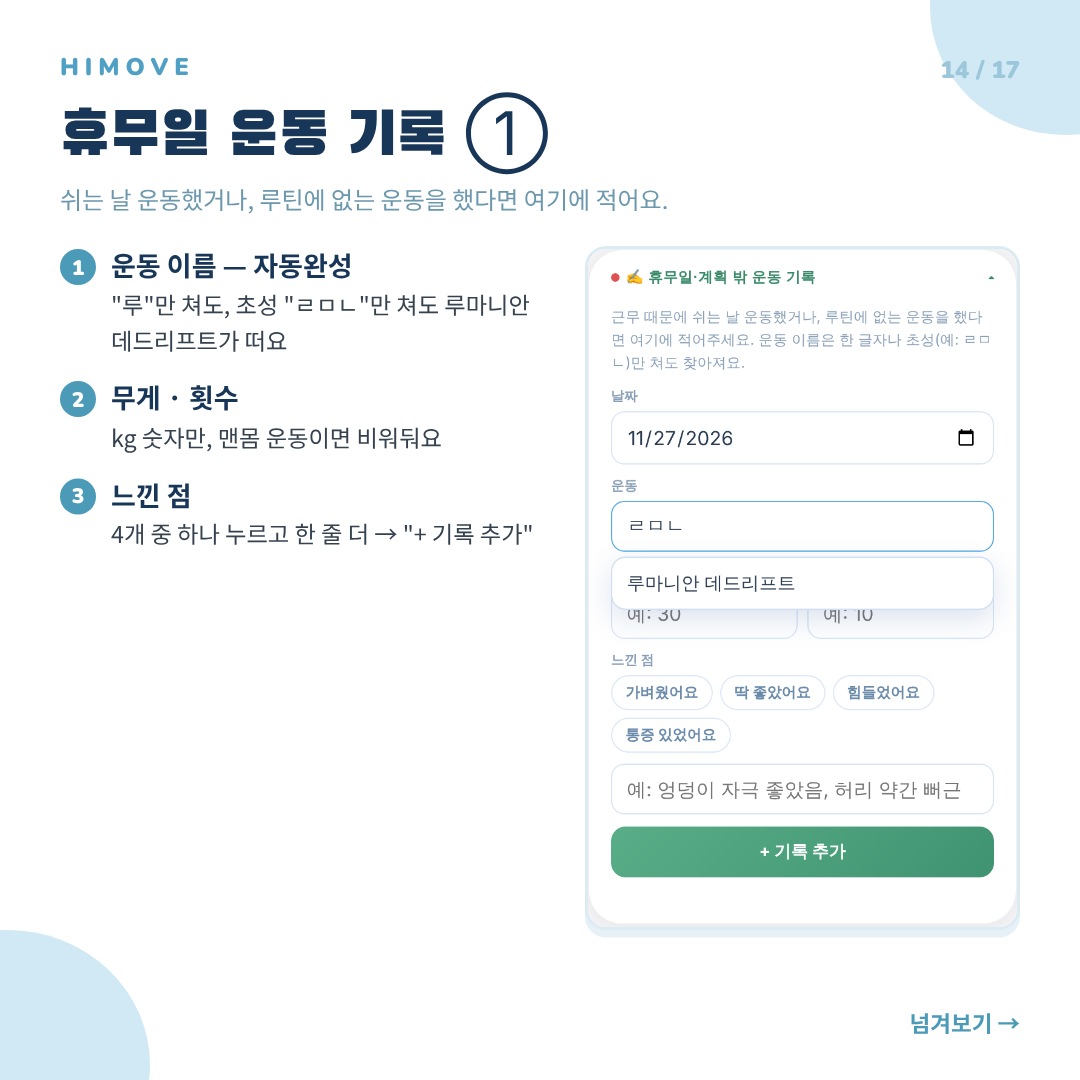 HIMOVE
14 / 17
휴무일 운동 기록 ①
쉬는 날 운동했거나, 루틴에 없는 운동을 했다면 여기에 적어요.
1 운동 이름 — 자동완성
"루"만 쳐도, 초성 "ㄹㅁㄴ"만 쳐도 루마니안
데드리프트가 떠요
2 무게 · 횟수
kg 숫자만, 맨몸 운동이면 비워둬요
3 느낀 점
4개 중 하나 누르고 한 줄 더 → "+ 기록 추가"
✍️ 휴무일·계획 밖 운동 기록
근무 때문에 쉬는 날 운동했거나, 루틴에 없는 운동을 했다
면 여기에 적어주세요. 운동 이름은 한 글자나 초성(예: ㄹㅁ
ㄴ)만 쳐도 찾아져요.
날짜
11/27/2026
운동
ㄹㅁㄴ
루마니안 데드리프트
예: 30 예: 10
느낀 점
가벼웠어요 딱 좋았어요 힘들었어요
통증 있었어요
예: 엉덩이 자극 좋았음, 허리 약간 뻐근
+ 기록 추가
넘겨보기 →